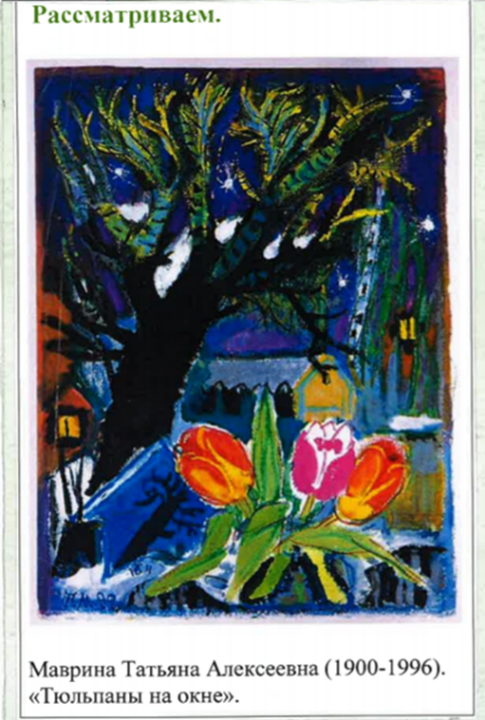 Рассматриваем.
Маврина Татьяна Алексеевна (1900-1996).
«Тюльпаны на окне».